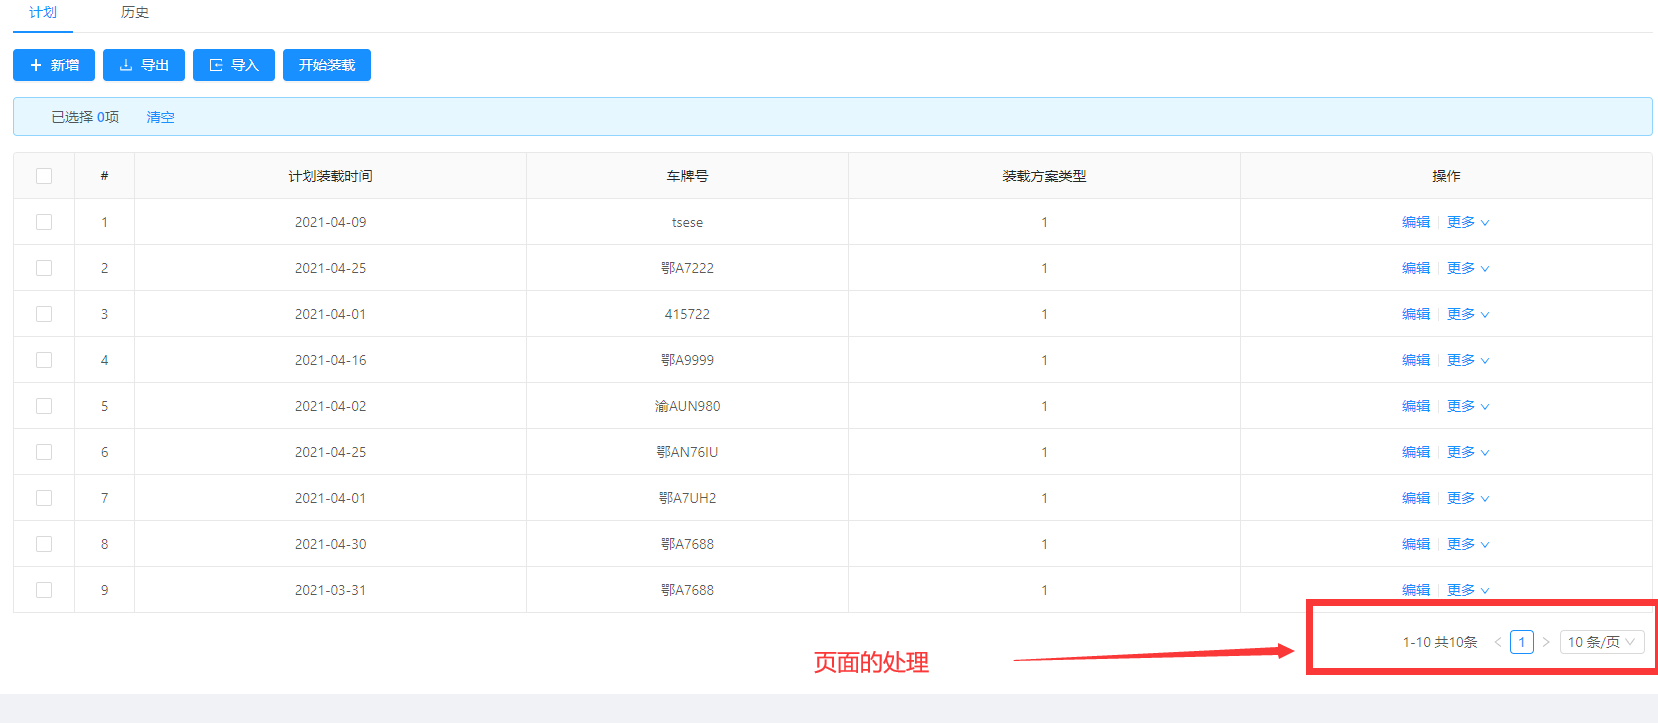 计划 历史
新增 导出 导入 开始装载
已选择 0项 清空
# 计划装载时间 车牌号 装载方案类型 操作
1 2021-04-09 tsese 1 编辑 更多
2 2021-04-25 鄂A7222 1 编辑 更多
3 2021-04-01 415722 1 编辑 更多
4 2021-04-16 鄂A9999 1 编辑 更多
5 2021-04-02 渝AUN980 1 编辑 更多
6 2021-04-25 鄂AN76IU 1 编辑 更多
7 2021-04-01 鄂A7UH2 1 编辑 更多
8 2021-04-30 鄂A7688 1 编辑 更多
9 2021-03-31 鄂A7688 1 编辑 更多
1-10 共10条 < 1 > 10 条/页
页面的处理